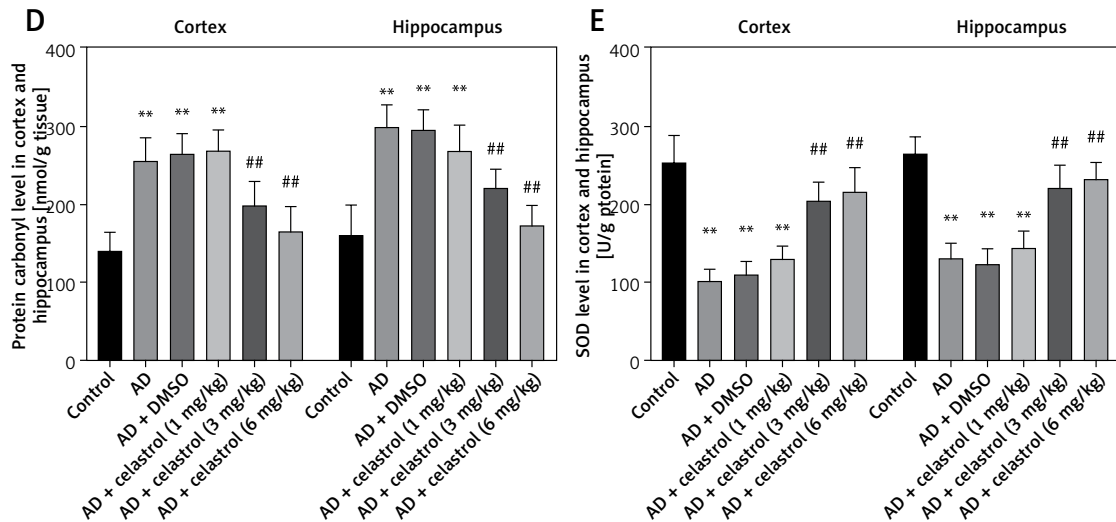 D
Cortex
Hippocampus
Protein carbonyl level in cortex and
hippocampus [nmol/g tissue]
400
300
200
100
0
**
**
**
##
##
**
**
**
##
##
Control
AD
AD + DMSO
AD + celastrol (1 mg/kg)
AD + celastrol (3 mg/kg)
AD + celastrol (6 mg/kg)
Control
AD
AD + DMSO
AD + celastrol (1 mg/kg)
AD + celastrol (3 mg/kg)
AD + celastrol (6 mg/kg)
E
Cortex
Hippocampus
SOD level in cortex and hippocampus
[U/g ptotein]
400
300
200
100
0
**
**
**
##
##
**
**
**
##
##
Control
AD
AD + DMSO
AD + celastrol (1 mg/kg)
AD + celastrol (3 mg/kg)
AD + celastrol (6 mg/kg)
Control
AD
AD + DMSO
AD + celastrol (1 mg/kg)
AD + celastrol (3 mg/kg)
AD + celastrol (6 mg/kg)